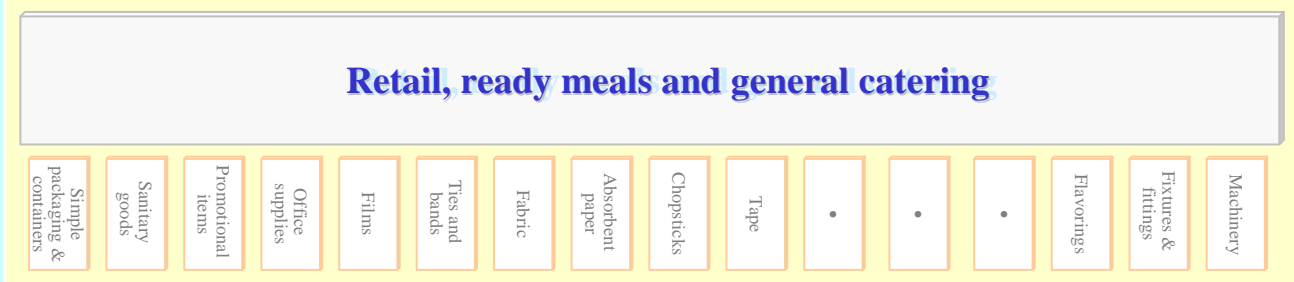 Retail, ready meals and general catering
Simple
packaging &
containers
Sanitary
goods
Promotional
items
Office
supplies
Films
Ties and
bands
Fabric
Absorbent
paper
Chopsticks
Tape
•
•
•
Flavorings
Fixtures &
fittings
Machinery